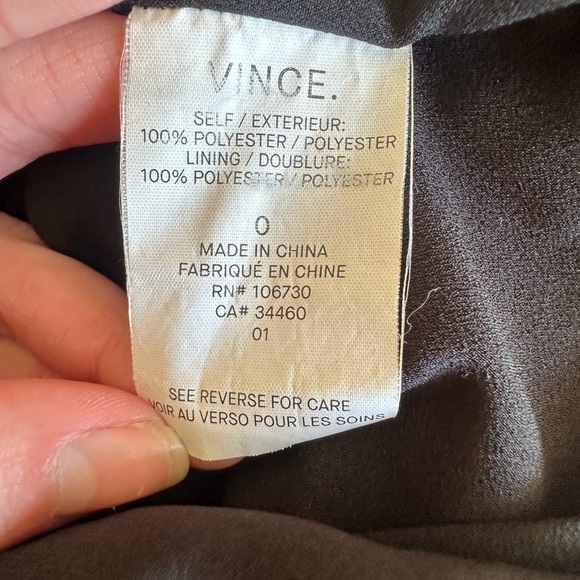 VINCE.
SELF / EXTERIEUR:
100% POLYESTER / POLYESTER
LINING / DOUBLURE:
100% POLYESTER / POLYESTER
0
MADE IN CHINA
FABRIQUÉ EN CHINE
RN# 106730
CA# 34460
01
SEE REVERSE FOR CARE
VOIR AU VERSO POUR LES SOINS